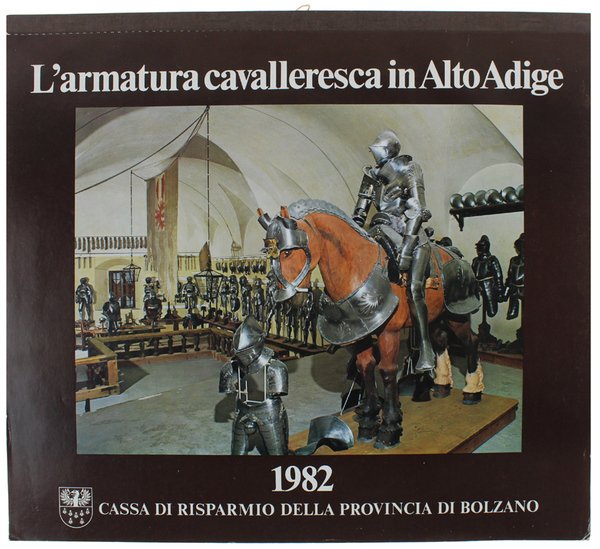 L'armatura cavalleresca in Alto Adige
1982
CASSA DI RISPARMIO DELLA PROVINCIA DI BOLZANO